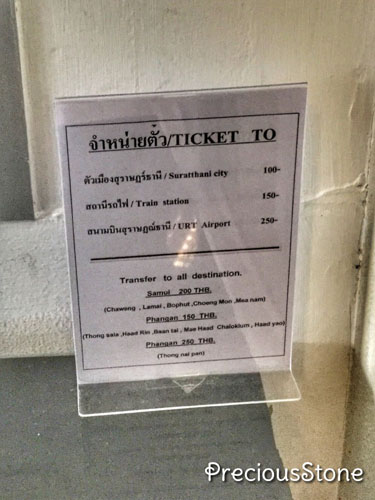 จำหน่ายตั๋ว/TICKET TO
ตัวเมืองสุราษฎร์ธานี / Suratthani city 100-
สถานีรถไฟ / Train station 150-
สนามบินสุราษฎณ์ธานี / URT Airport 250-
Transfer to all destination.
Samui 200 THB.
(Chaweng , Lamai , Bophut ,Choeng Mon ,Mea nam)
Phangan 150 THB.
(Thong sala ,Haad Rin ,Baan tai , Mae Haad Chaloklum , Haad yao)
Phangan 250 THB.
(Thong nai pan)
PreciousStone